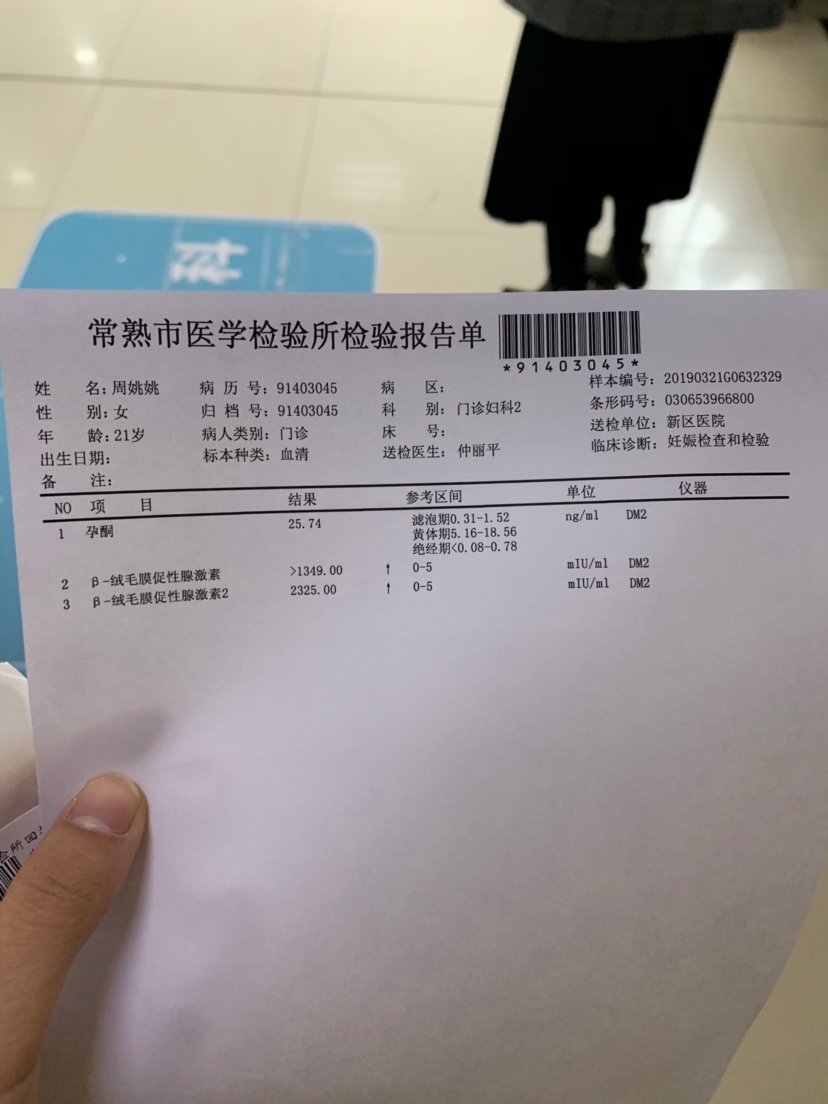 常熟市医学检验所检验报告单
*91403045*
姓 名：周姚姚 病 历 号：91403045 病 区： 样本编号：20190321G0632329
性 别：女 归 档 号：91403045 科 别：门诊妇科2 条形码号：030653966800
年 龄：21岁 病人类别：门诊 床 号： 送检单位：新区医院
出生日期： 标本种类：血清 送检医生：仲丽平 临床诊断：妊娠检查和检验
备 注：
NO 项 目 结果 参考区间 单位 仪器
1 孕酮 25.74 滤泡期0.31-1.52 ng/ml DM2
黄体期5.16-18.56
绝经期<0.08-0.78
2 β-绒毛膜促性腺激素 >1349.00 ↑ 0-5 mIU/ml DM2
3 β-绒毛膜促性腺激素2 2325.00 ↑ 0-5 mIU/ml DM2